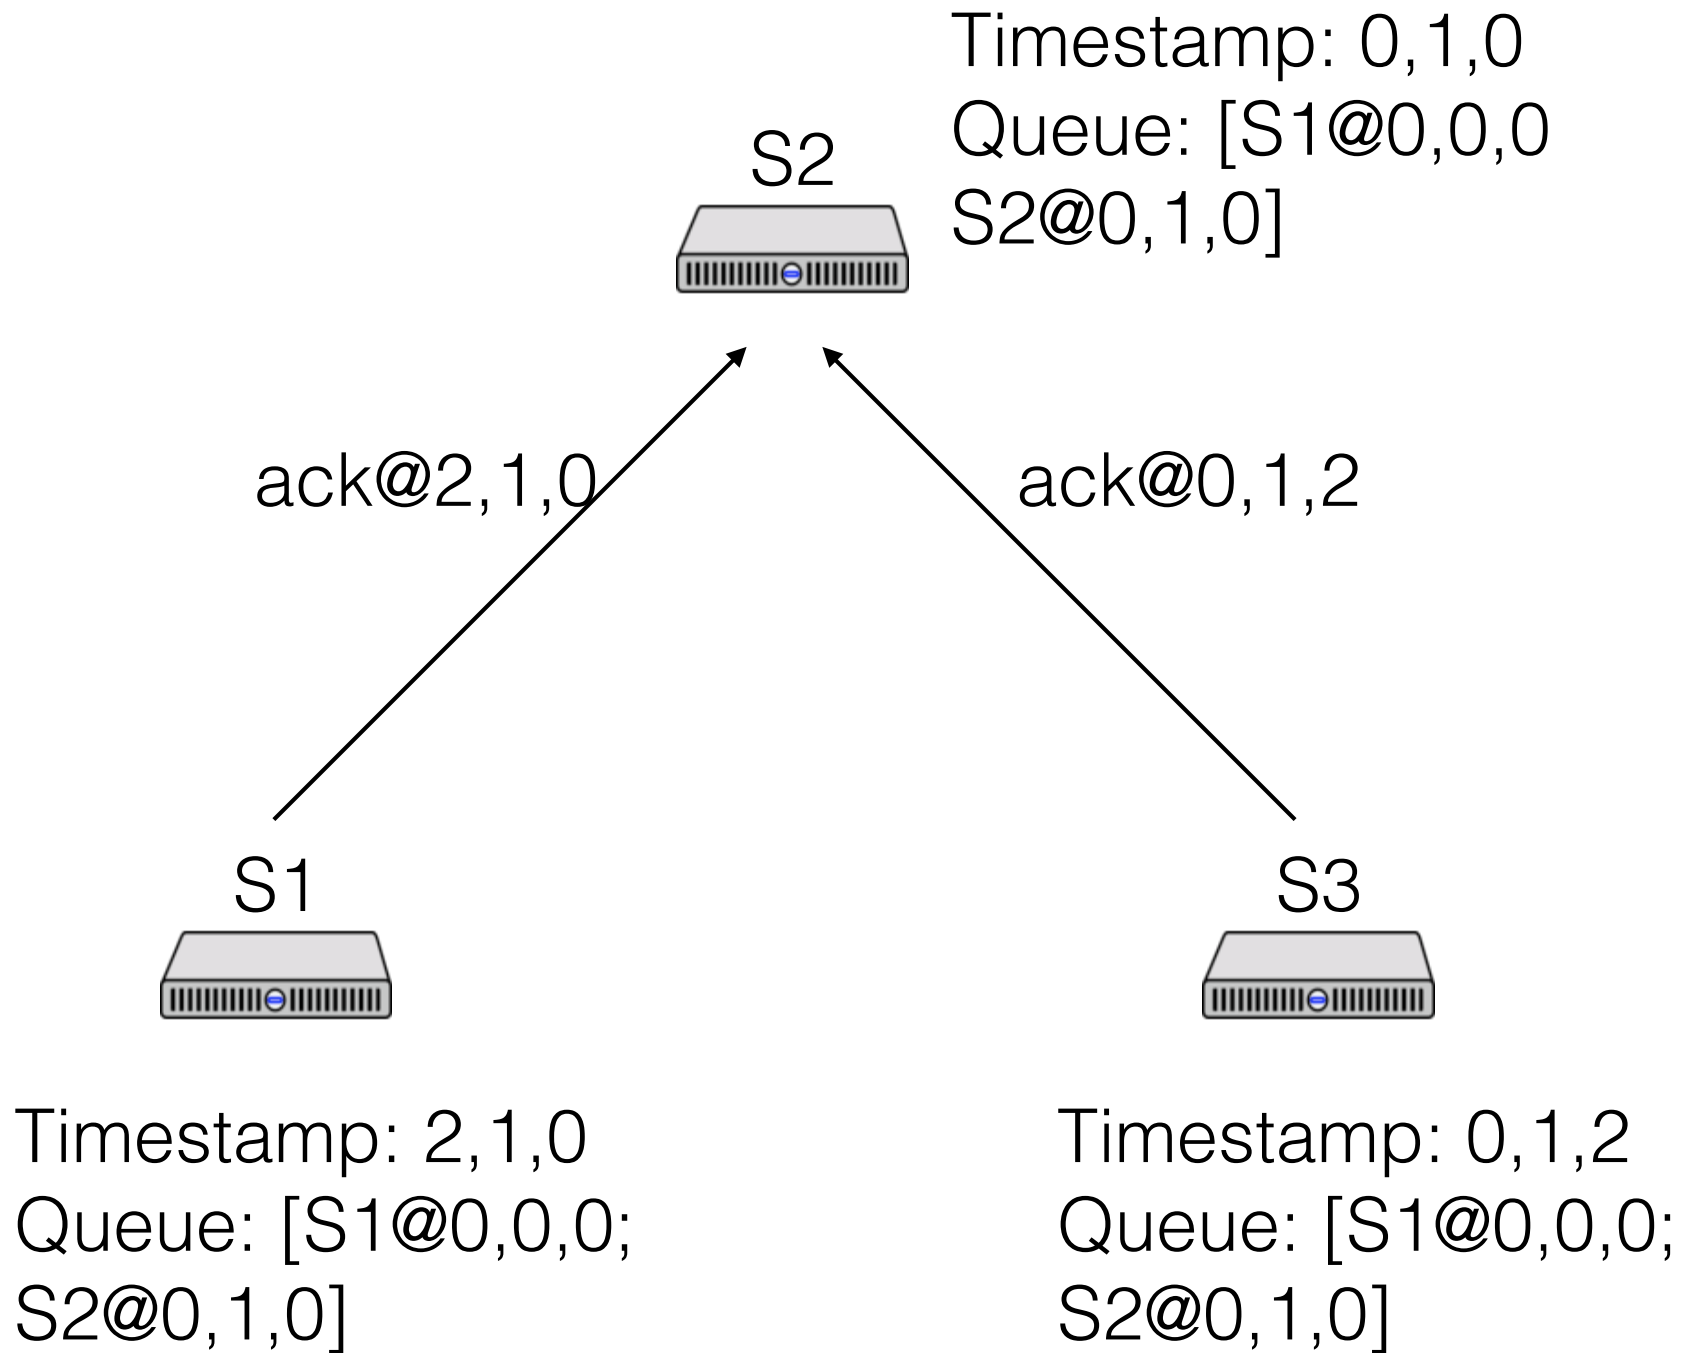 Timestamp: 0,1,0
Queue: [S1@0,0,0
S2@0,1,0]
S2
ack@2,1,0
ack@0,1,2
S1
S3
Timestamp: 2,1,0
Queue: [S1@0,0,0;
S2@0,1,0]
Timestamp: 0,1,2
Queue: [S1@0,0,0;
S2@0,1,0]